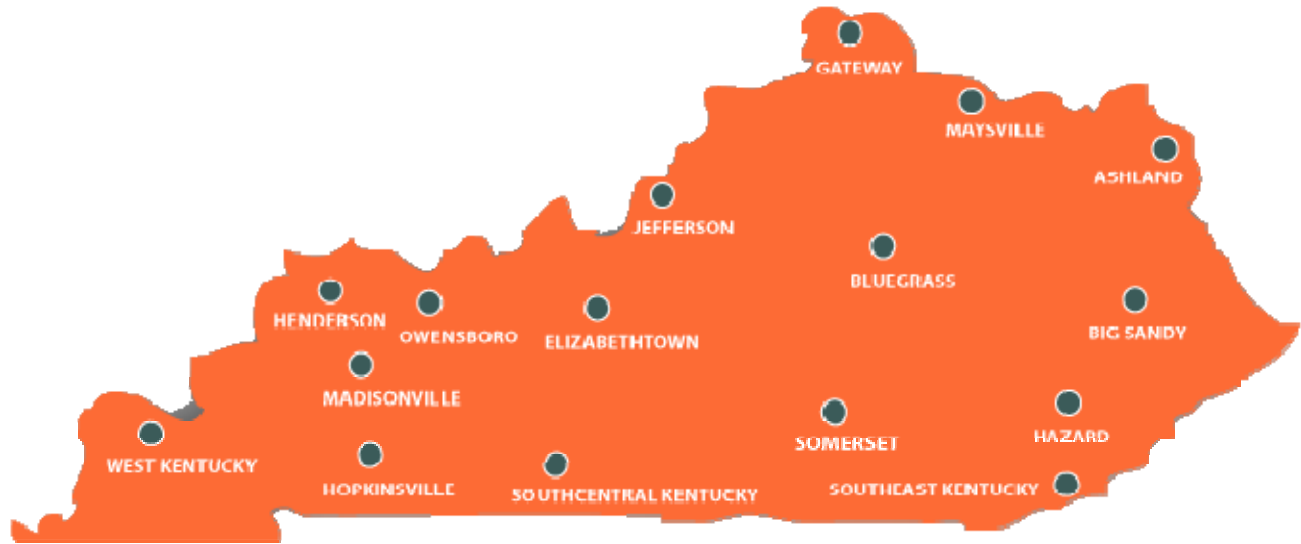 GATEWAY
MAYSVILLE
ASHLAND
JEFFERSON
BLUEGRASS
HENDERSON
OWENSBORO
ELIZABETHTOWN
BIG SANDY
MADISONVILLE
SOMERSET
HAZARD
WEST KENTUCKY
HOPKINSVILLE
SOUTHCENTRAL KENTUCKY
SOUTHEAST KENTUCKY